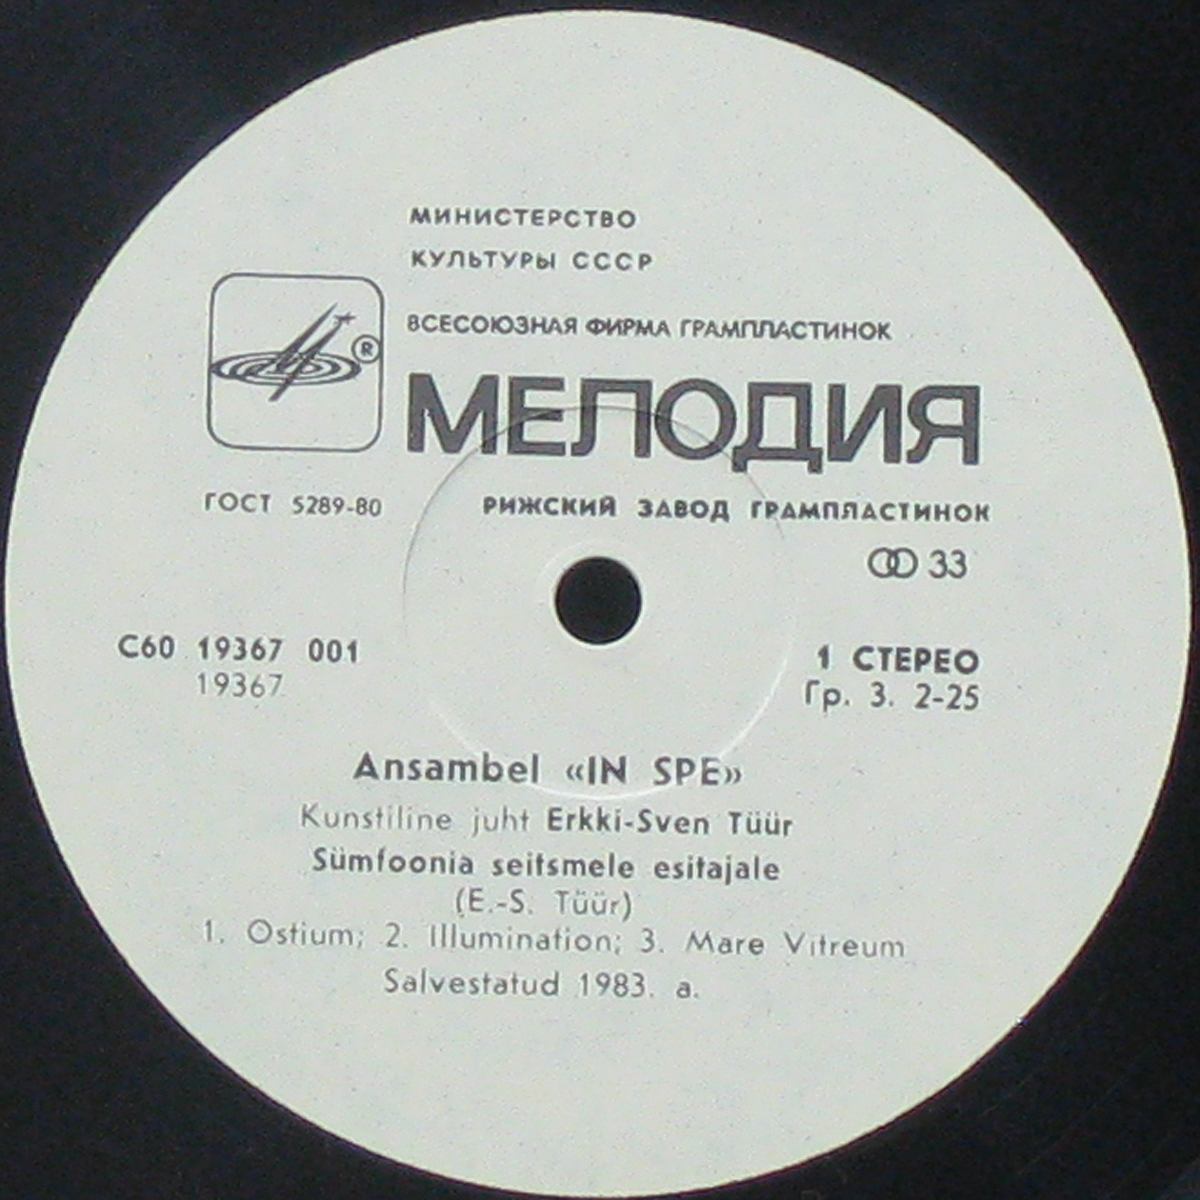 МИНИСТЕРСТВО
КУЛЬТУРЫ СССР
ВСЕСОЮЗНАЯ ФИРМА ГРАМПЛАСТИНОК
®
МЕЛОДИЯ
ГОСТ 5289-80
РИЖСКИЙ ЗАВОД ГРАМПЛАСТИНОК
33
С60 19367 001
19367
1 СТЕРЕО
Гр. 3. 2-25
Ansambel «IN SPE»
Kunstiline juht Erkki-Sven Tüür
Sümfoonia seitsmele esitajale
(E.-S. Tüür)
1. Ostium; 2. Illumination; 3. Mare Vitreum
Salvestatud 1983. a.